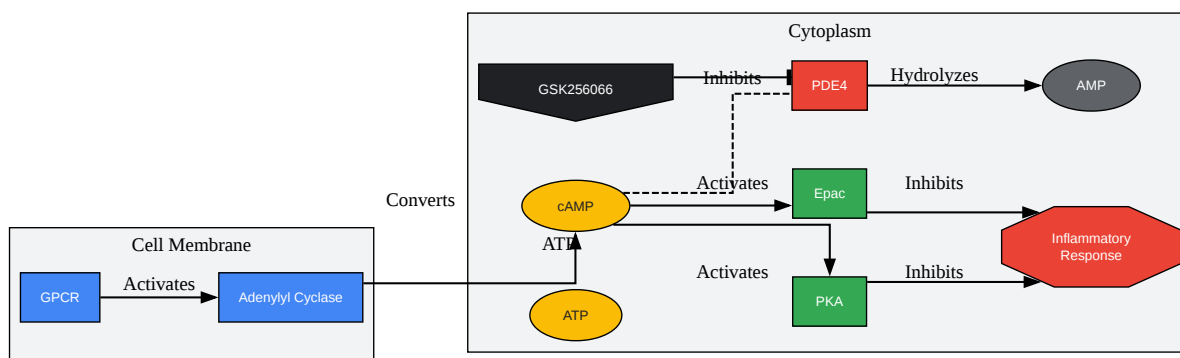 Cytoplasm
GSK256066
Inhibits
PDE4
Hydrolyzes
AMP
Converts
cAMP
Activates
Epac
Inhibits
ATP
Cell Membrane
GPCR
Activates
Adenylyl Cyclase
ATP
Activates
PKA
Inhibits
Inflammatory
Response